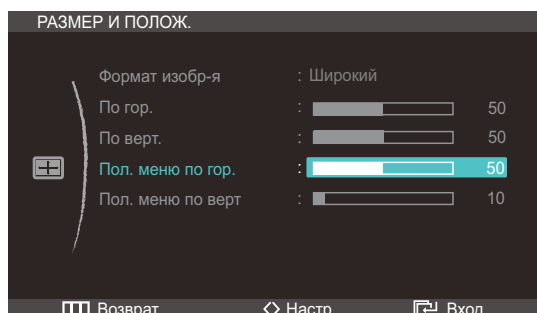 РАЗМЕР И ПОЛОЖ.
Формат изобр-я : Широкий
По гор. : 50
По верт. : 50
Пол. меню по гор. : 50
Пол. меню по верт : 10
Возврат Настр. Вход